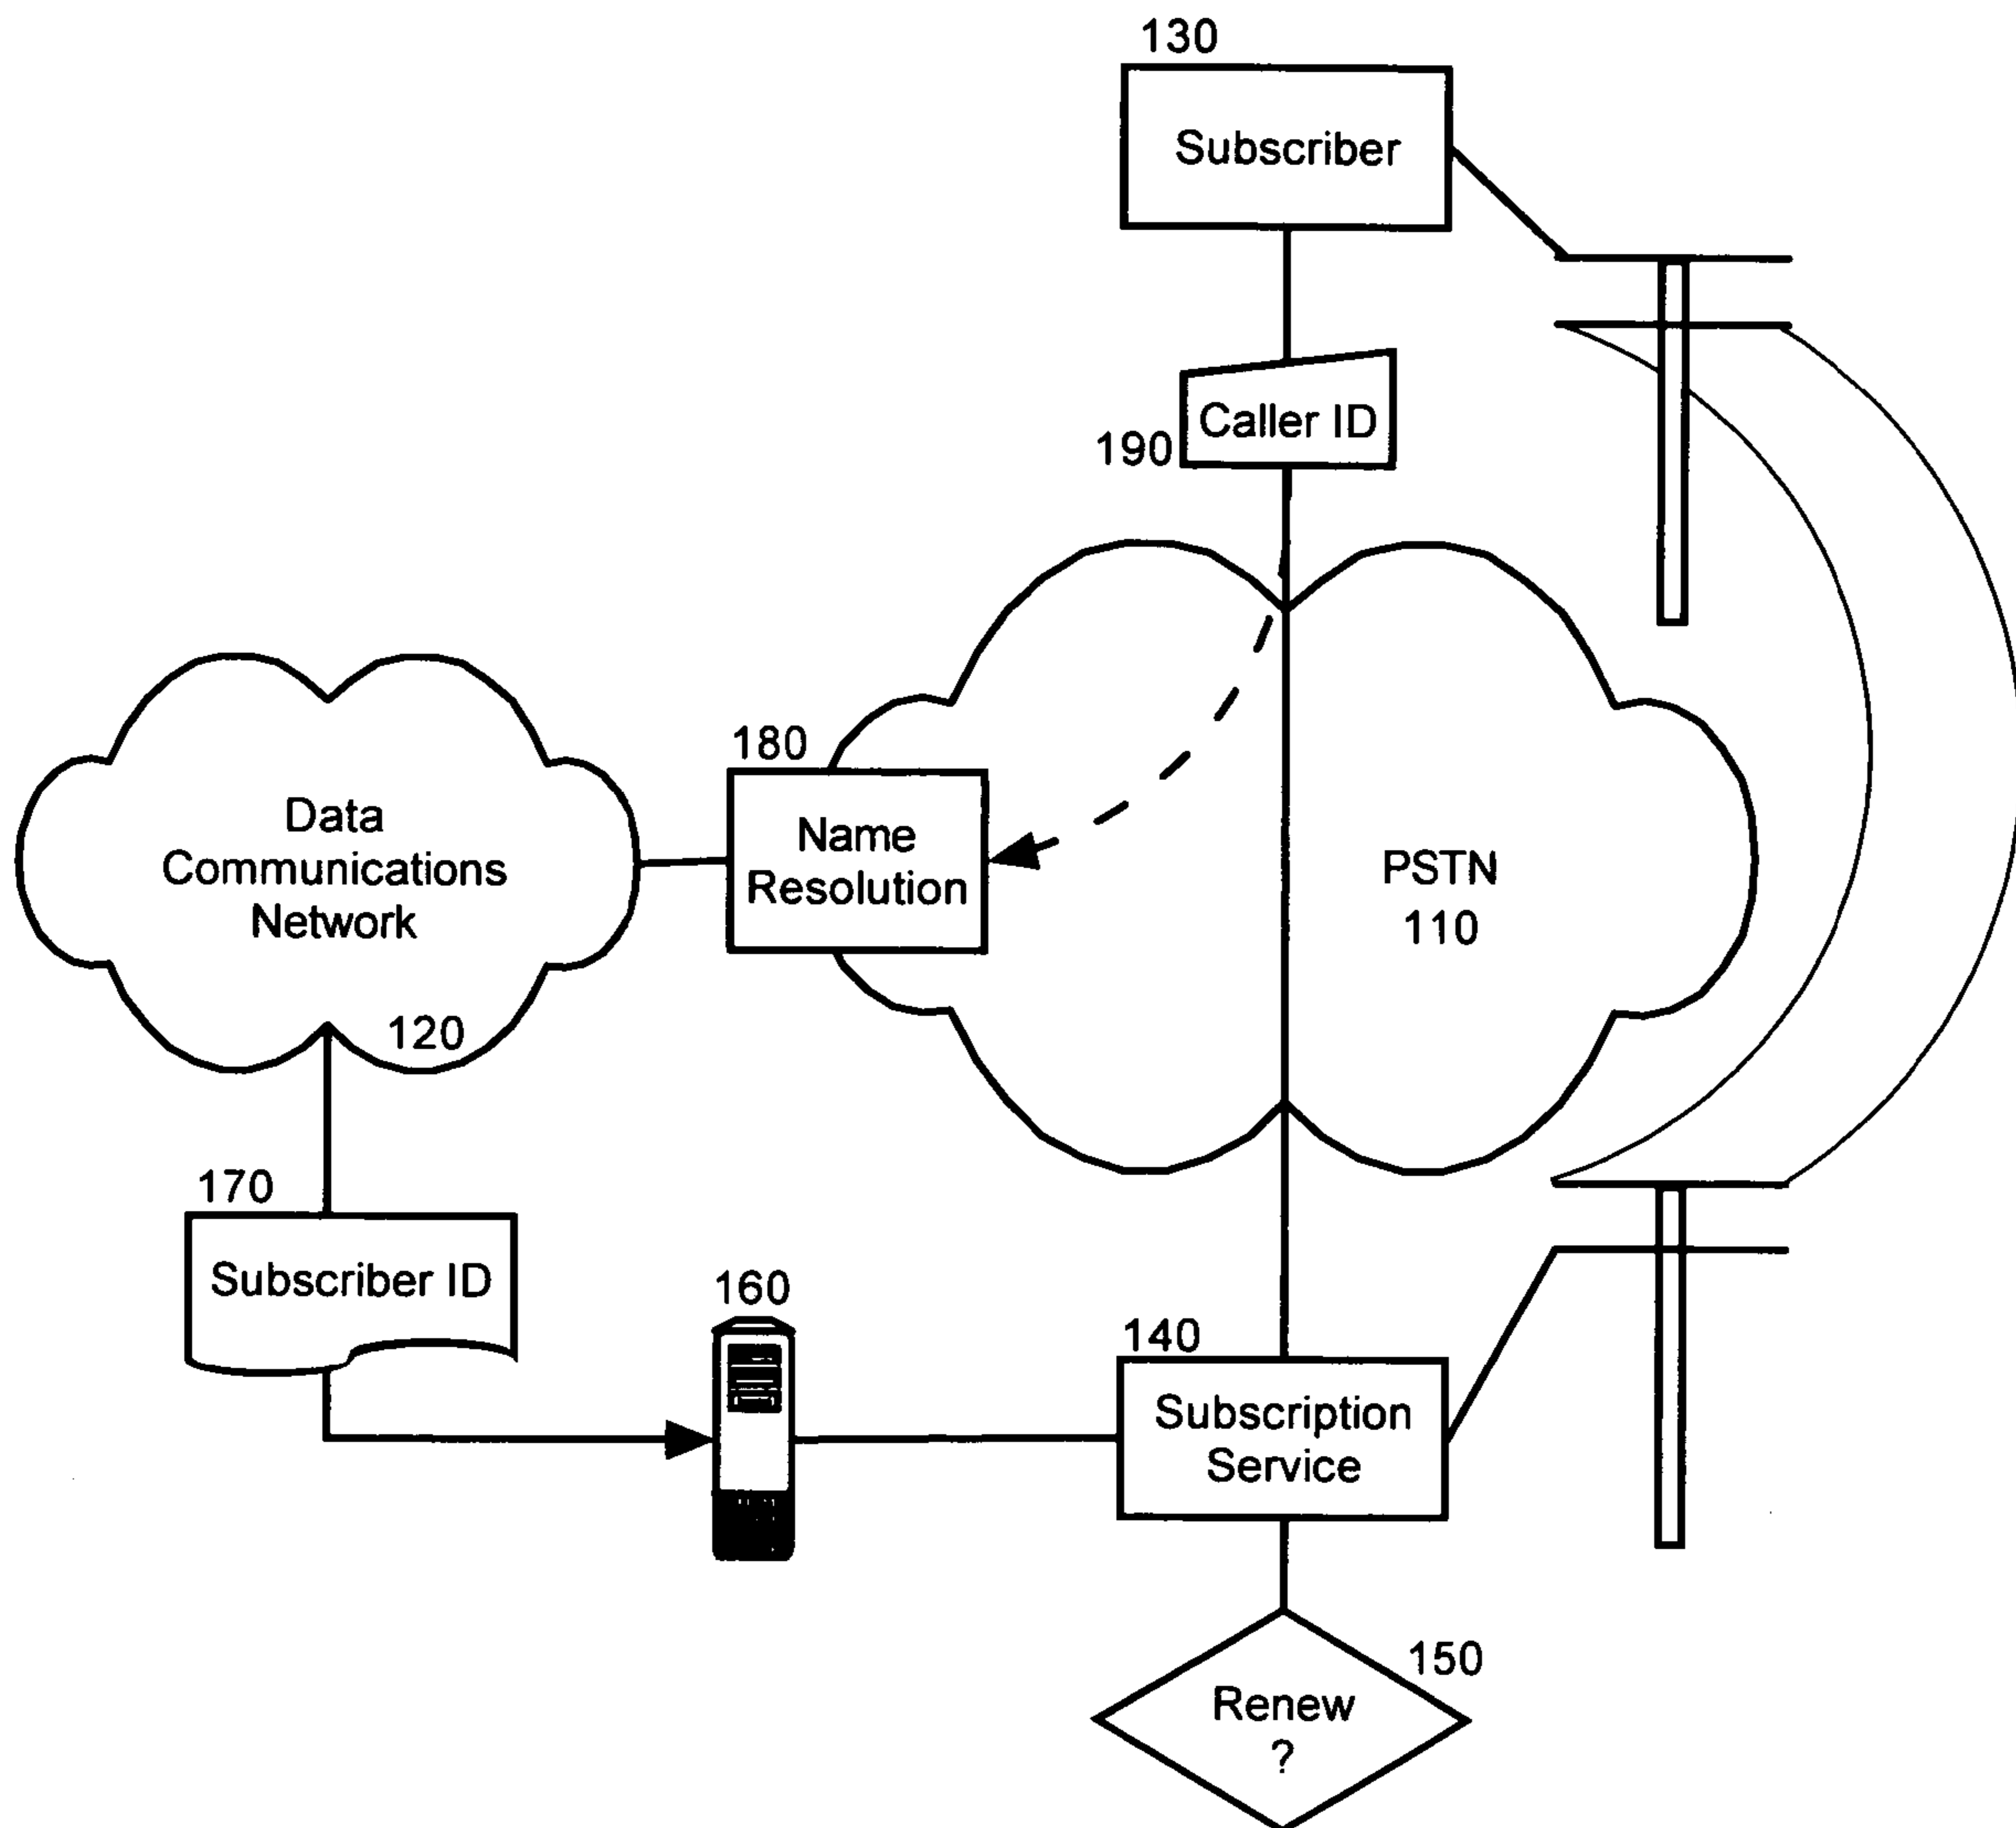 130
Subscriber
Caller ID
190
180
Data
Communications
Network
Name
Resolution
PSTN
110
120
170
Subscriber ID
160
140
Subscription
Service
150
Renew
?